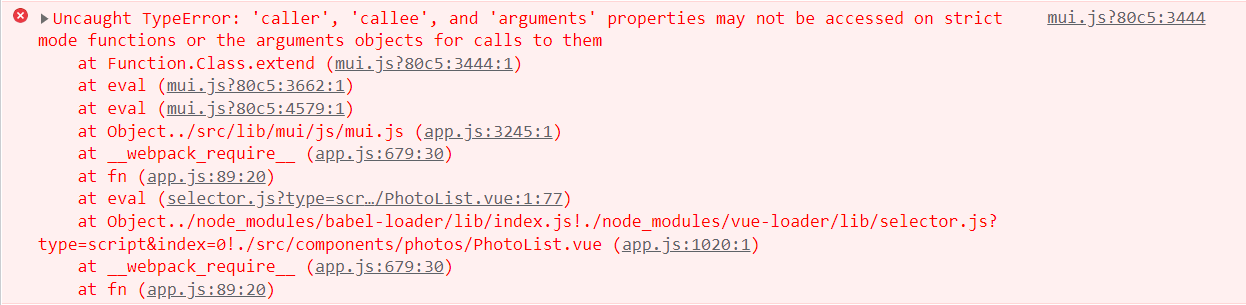 ▶Uncaught TypeError: 'caller', 'callee', and 'arguments' properties may not be accessed on strict mui.js?80c5:3444
mode functions or the arguments objects for calls to them
at Function.Class.extend (mui.js?80c5:3444:1)
at eval (mui.js?80c5:3662:1)
at eval (mui.js?80c5:4579:1)
at Object../src/lib/mui/js/mui.js (app.js:3245:1)
at __webpack_require__ (app.js:679:30)
at fn (app.js:89:20)
at eval (selector.js?type=scr…/PhotoList.vue:1:77)
at Object../node_modules/babel-loader/lib/index.js!./node_modules/vue-loader/lib/selector.js?
type=script&index=0!./src/components/photos/PhotoList.vue (app.js:1020:1)
at __webpack_require__ (app.js:679:30)
at fn (app.js:89:20)